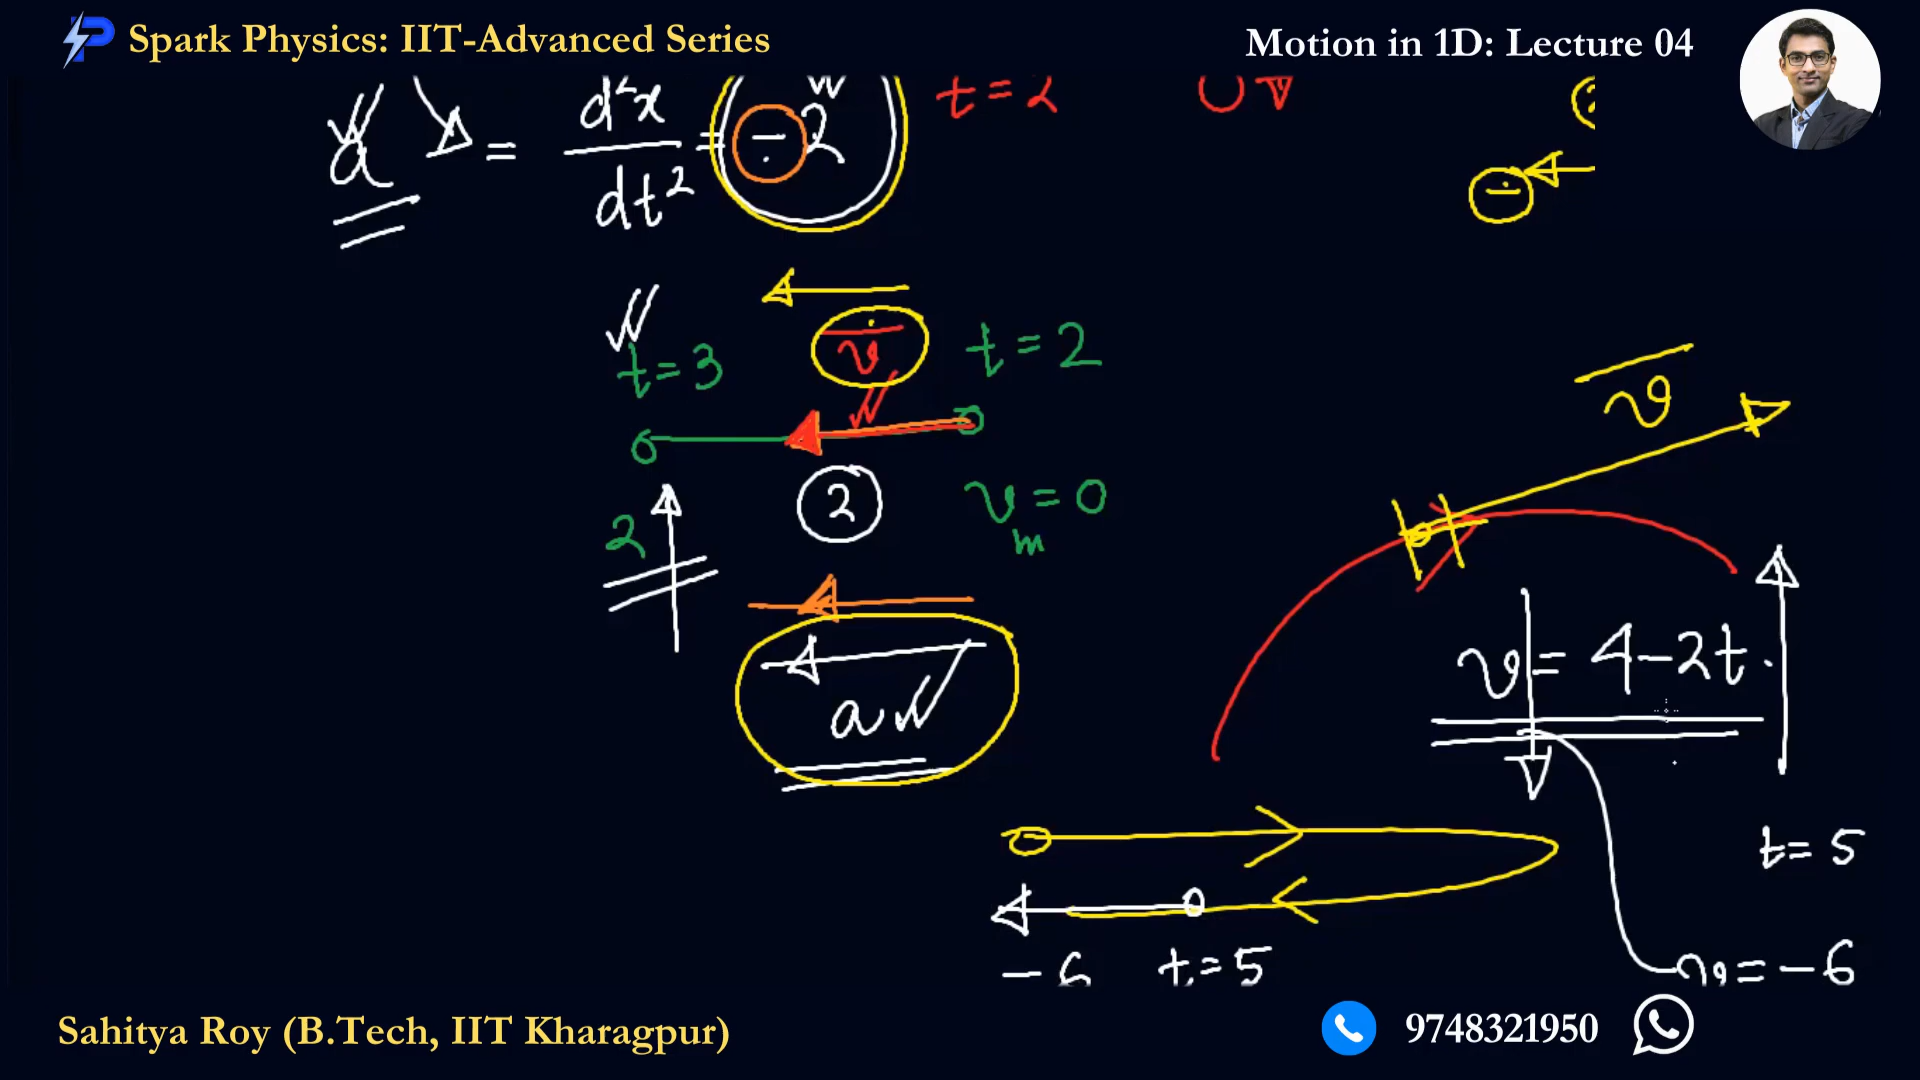 Spark Physics: IIT-Advanced Series
Motion in 1D: Lecture 04
a = d²x/dt² = -2
t = 2
t = 3
v
t = 2
2
2
v = 0
m
a
v
v = 4-2t
t = 5
-6
t = 5
v = -6
Sahitya Roy (B.Tech, IIT Kharagpur)
9748321950